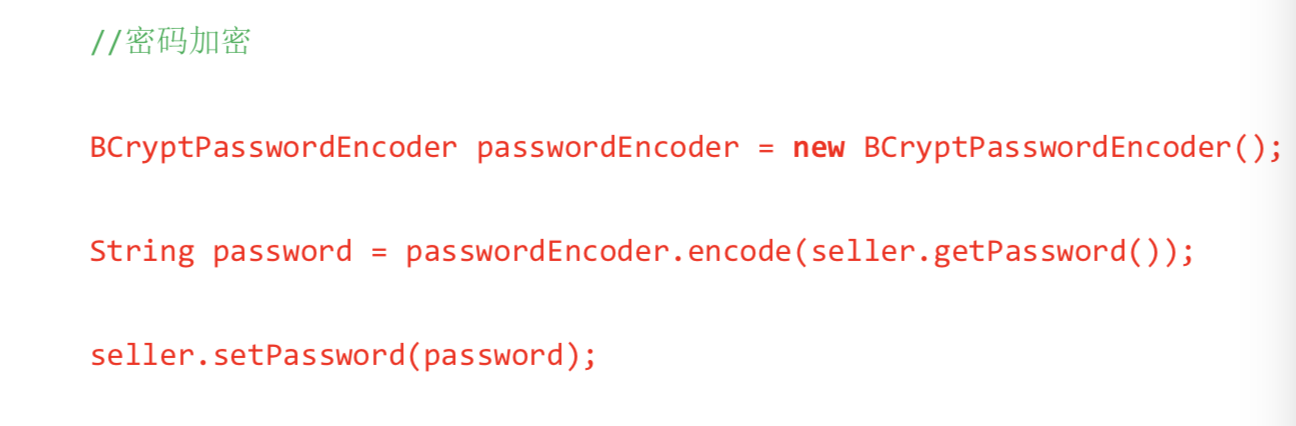 //密码加密
BCryptPasswordEncoder passwordEncoder = new BCryptPasswordEncoder();
String password = passwordEncoder.encode(seller.getPassword());
seller.setPassword(password);